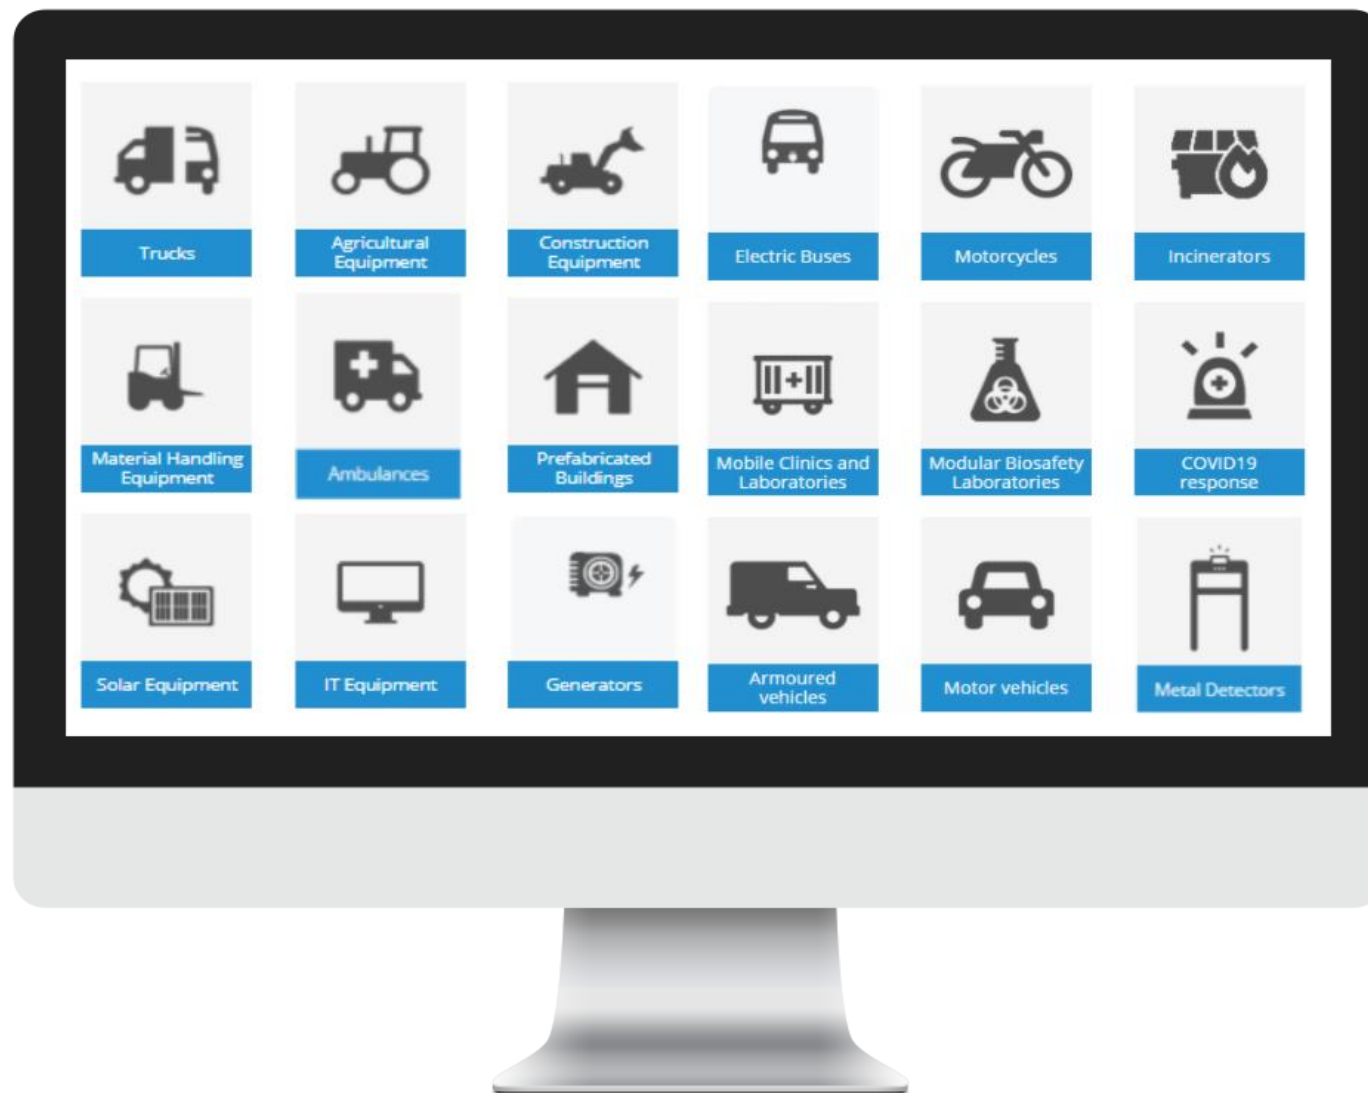 Trucks
Agricultural
Equipment
Construction
Equipment
Electric Buses
Motorcycles
Incinerators
Material Handling
Equipment
Ambulances
Prefabricated
Buildings
Mobile Clinics and
Laboratories
Modular Biosafety
Laboratories
COVID19
response
Solar Equipment
IT Equipment
Generators
Armoured
vehicles
Motor vehicles
Metal Detectors